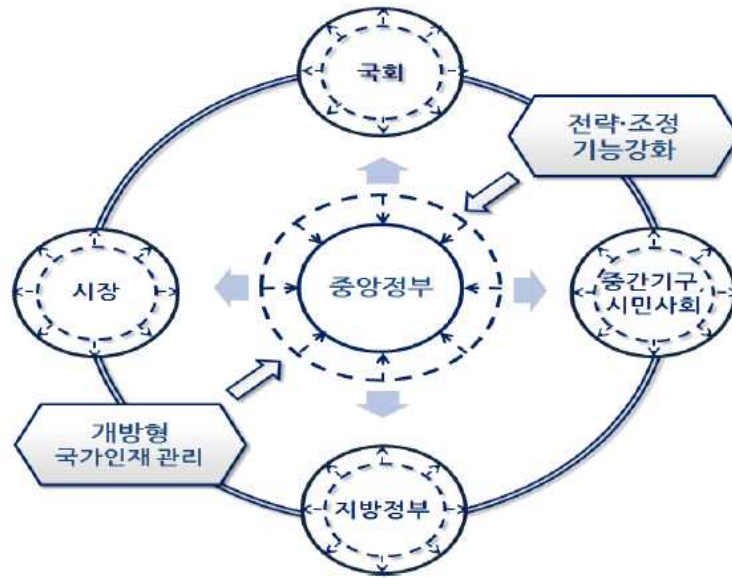 국회
전략·조정
기능강화
시장
중앙정부
중간기구,
시민사회
개방형
국가인재 관리
지방정부